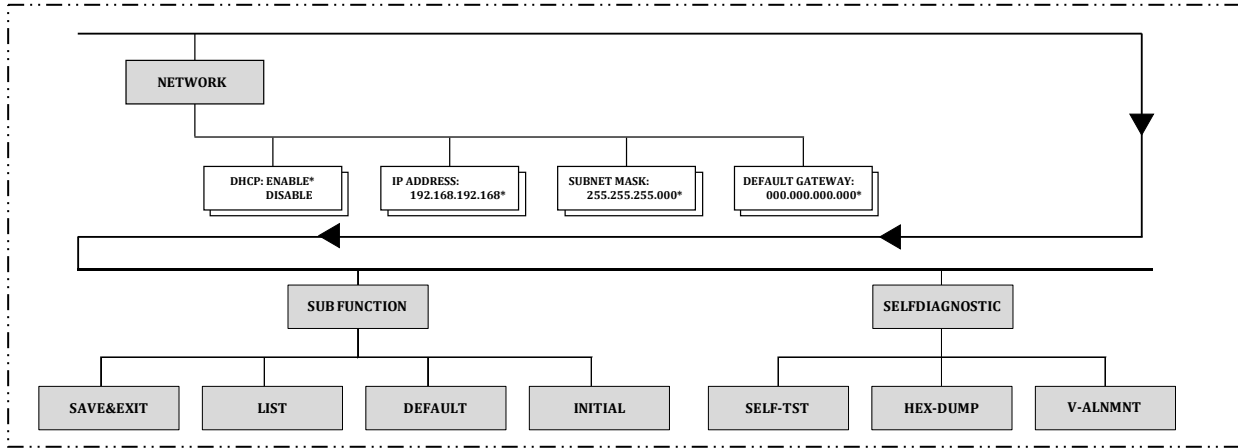 NETWORK
DHCP: ENABLE*
DISABLE
IP ADDRESS:
192.168.192.168*
SUBNET MASK:
255.255.255.000*
DEFAULT GATEWAY:
000.000.000.000*
SUB FUNCTION
SELFDIAGNOSTIC
SAVE&EXIT
LIST
DEFAULT
INITIAL
SELF-TST
HEX-DUMP
V-ALNMNT